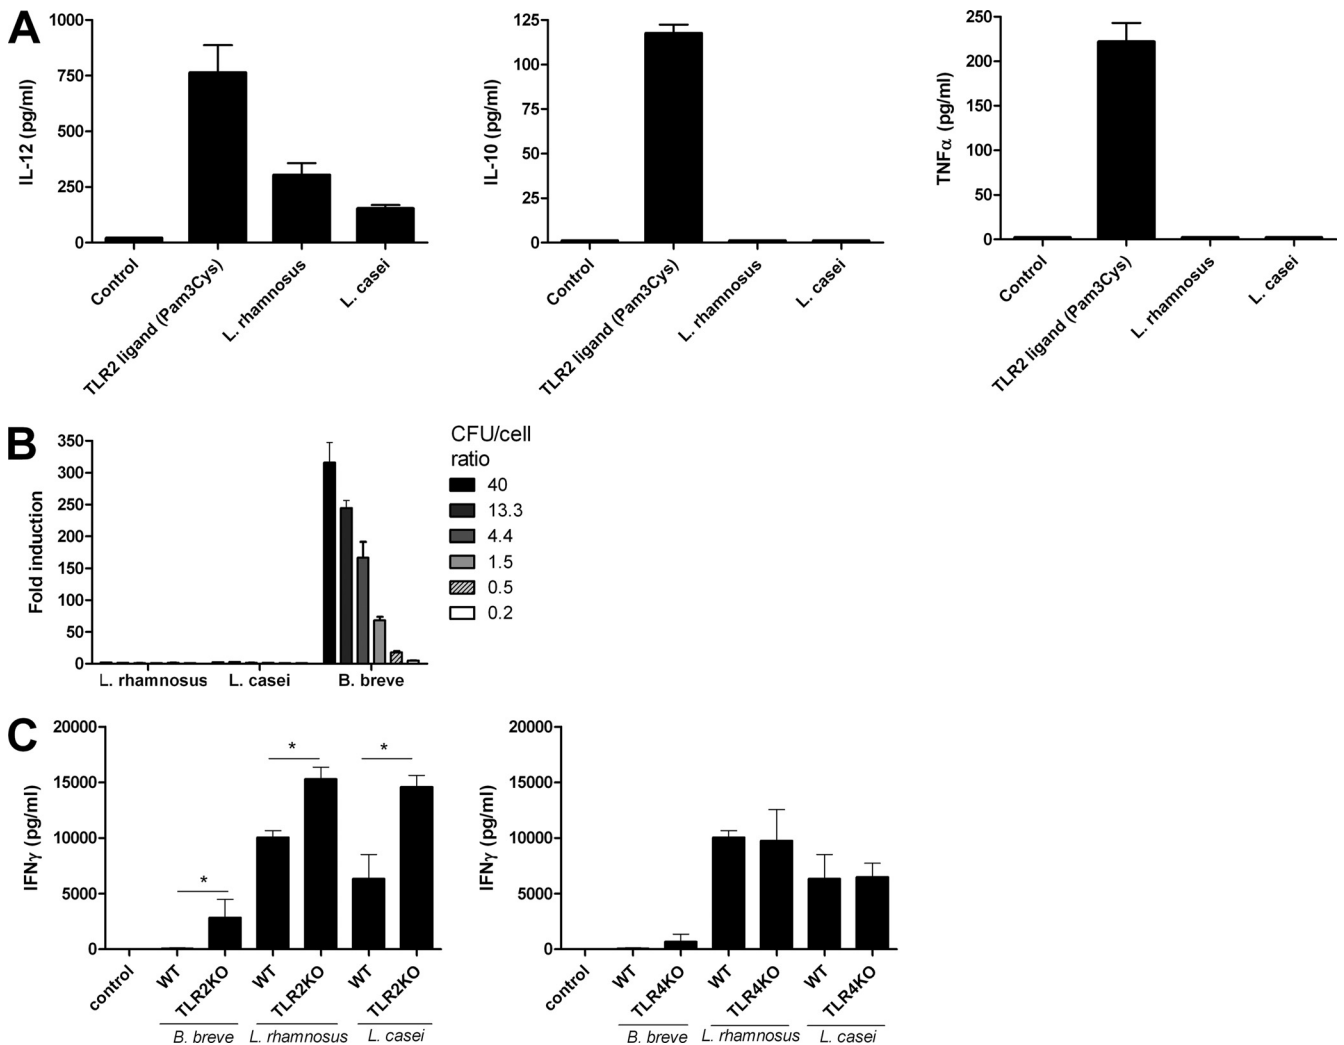 A
IL-12 (pg/ml)
1000
750
500
250
0
Control
TLR2 ligand (Pam3Cys)
L. rhamnosus
L. casei
IL-10 (pg/ml)
125
100
75
50
25
0
Control
TLR2 ligand (Pam3Cys)
L. rhamnosus
L. casei
TNFα (pg/ml)
250
200
150
100
50
0
Control
TLR2 ligand (Pam3Cys)
L. rhamnosus
L. casei
B
Fold induction
350
300
250
200
150
100
50
0
L. rhamnosus
L. casei
B. breve
CFU/cell
ratio
40
13.3
4.4
1.5
0.5
0.2
C
IFNγ (pg/ml)
20000
15000
10000
5000
0
*
*
*
control
WT
TLR2KO
WT
TLR2KO
WT
TLR2KO
B. breve
L. rhamnosus
L. casei
IFNγ (pg/ml)
20000
15000
10000
5000
0
control
WT
TLR4KO
WT
TLR4KO
WT
TLR4KO
B. breve
L. rhamnosus
L. casei